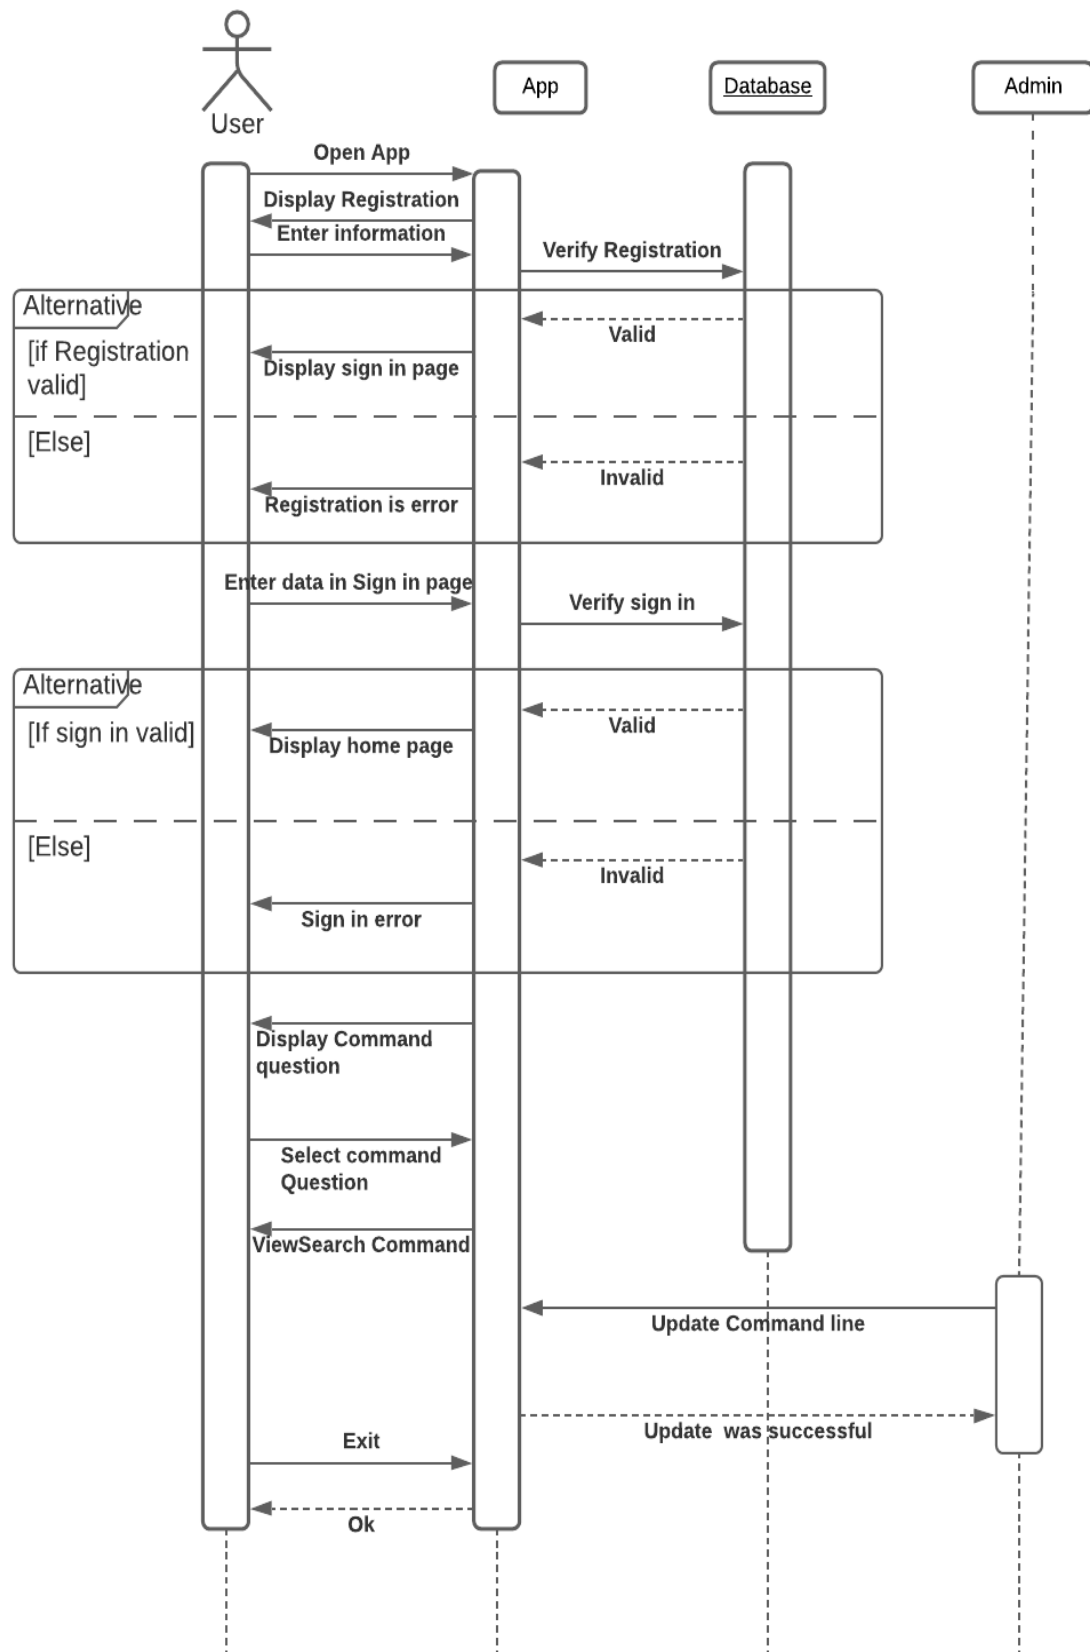 User
App
Database
Admin
Open App
Display Registration
Enter information
Verify Registration
Alternative
Valid
[if Registration
valid]
Display sign in page
[Else]
Invalid
Registration is error
Enter data in Sign in page
Verify sign in
Alternative
Valid
[If sign in valid]
Display home page
[Else]
Invalid
Sign in error
Display Command
question
Select command
Question
ViewSearch Command
Update Command line
Update was successful
Exit
Ok